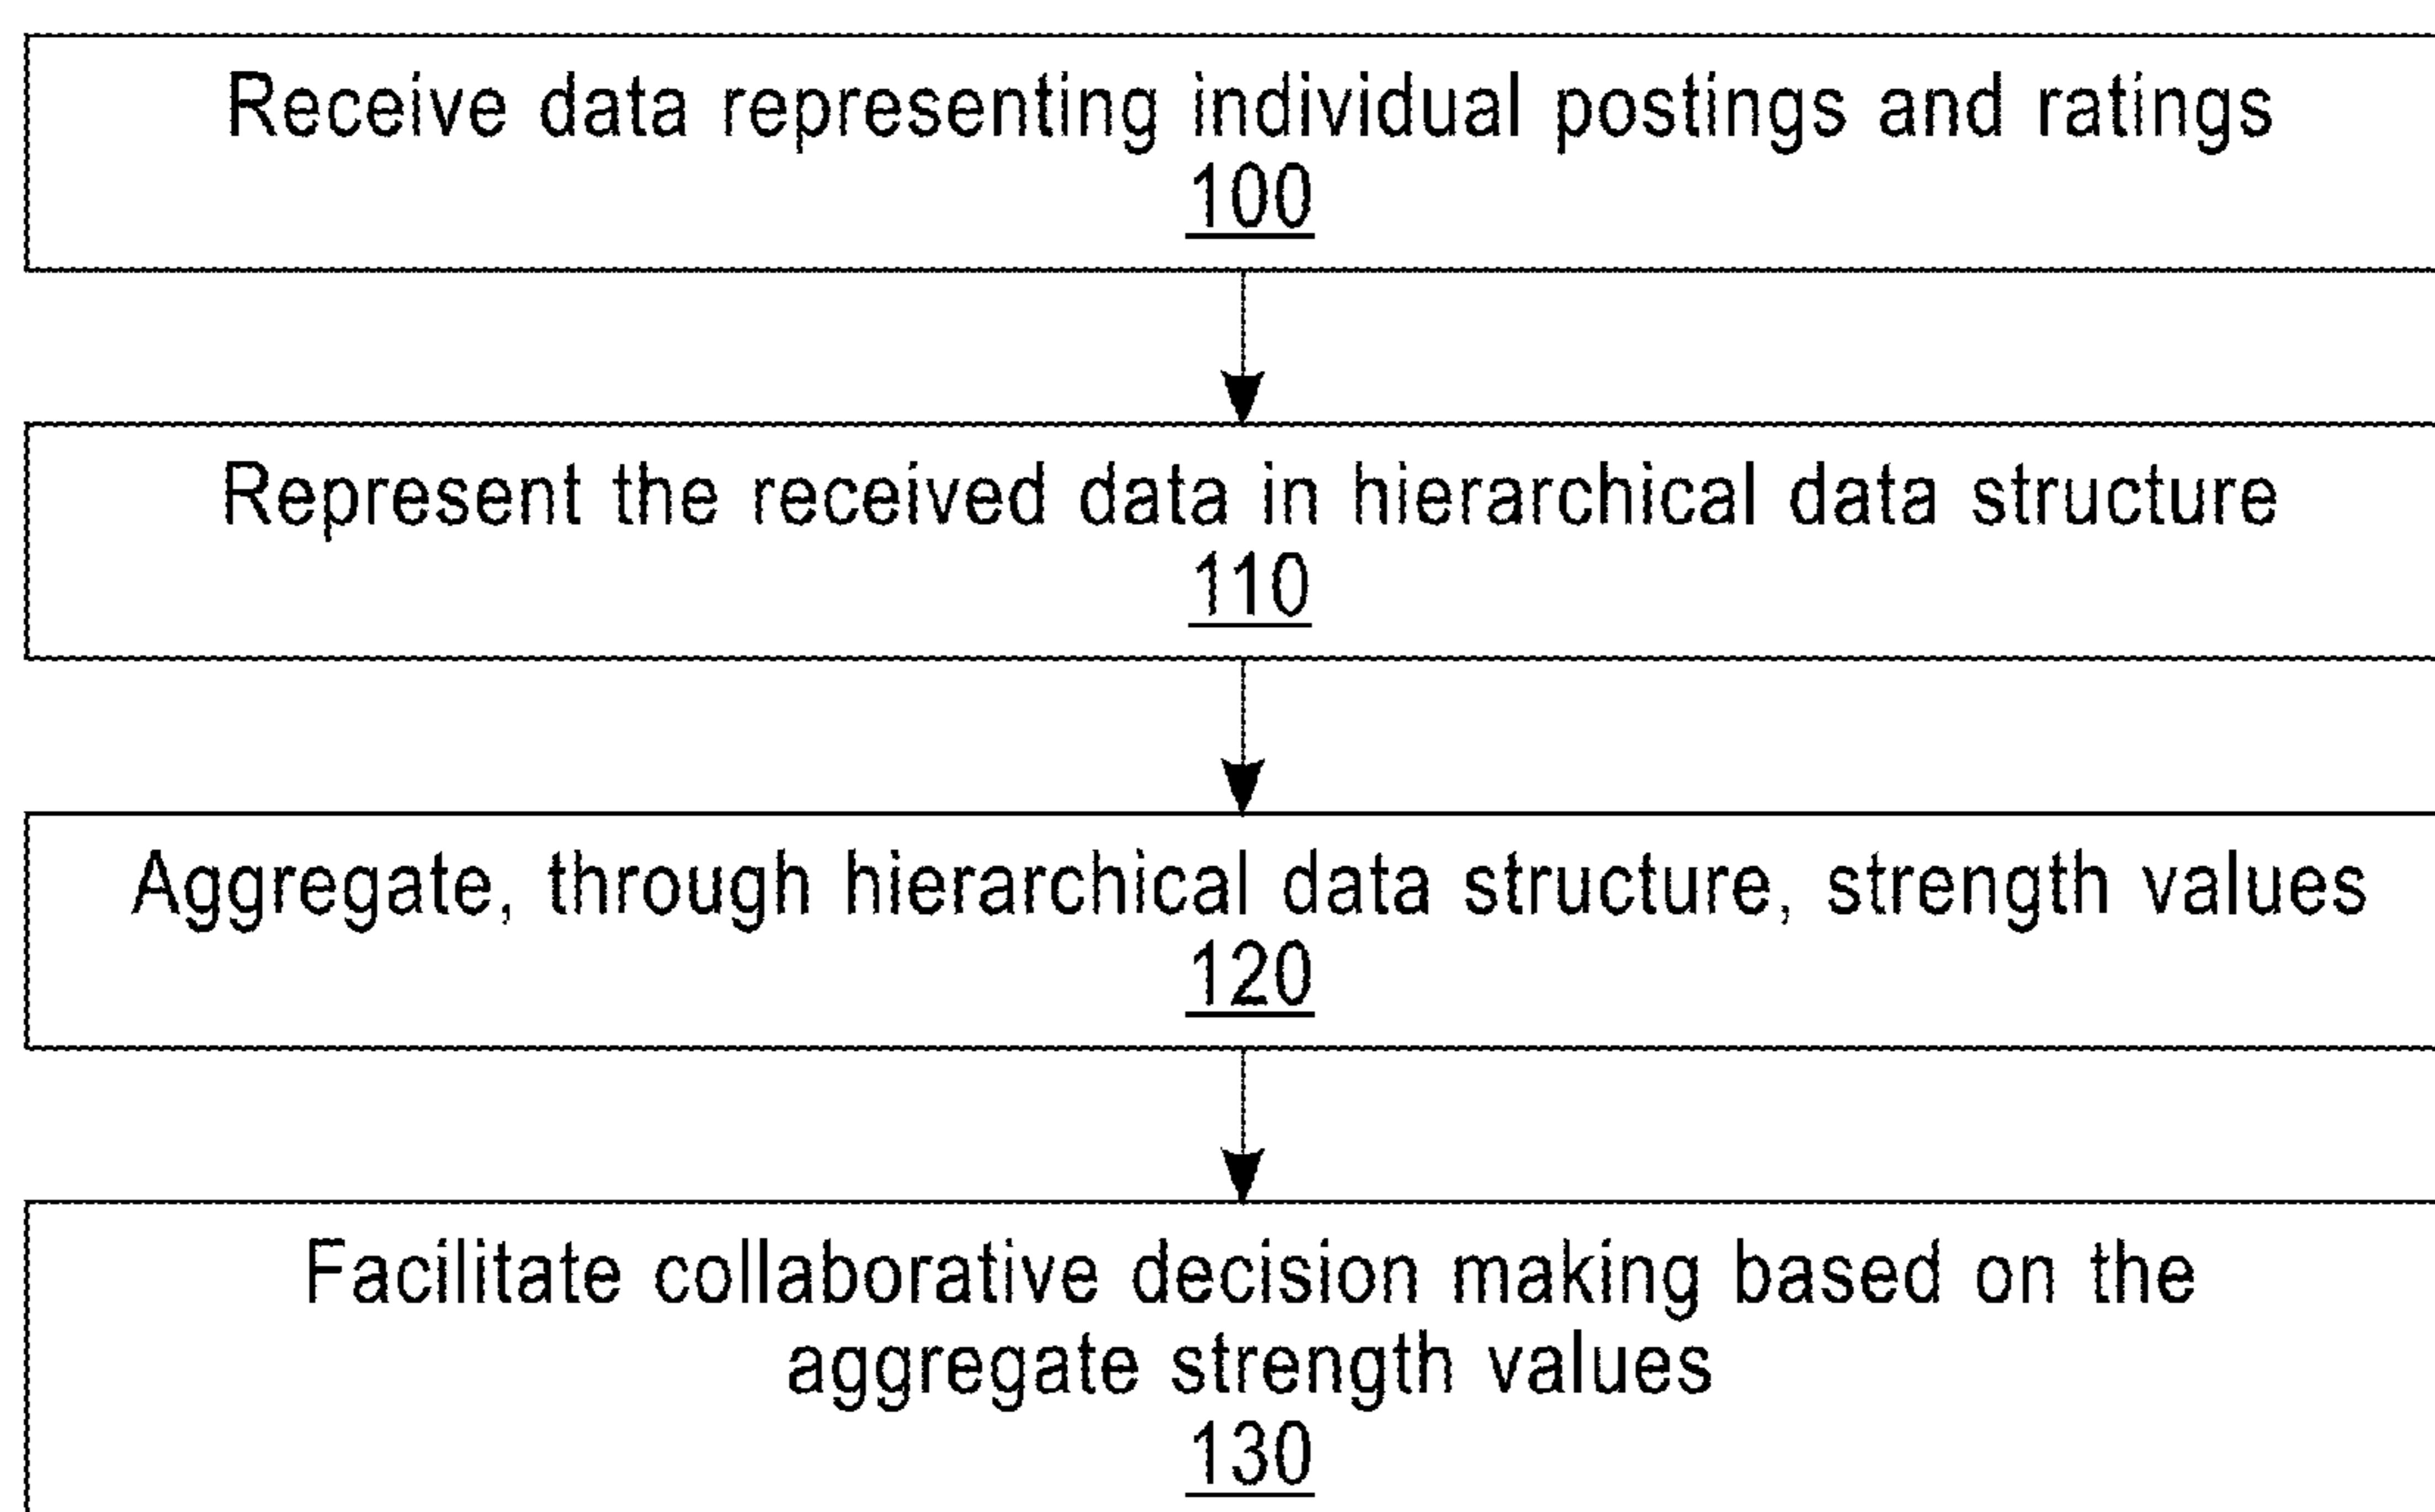 Receive data representing individual postings and ratings
100
Represent the received data in hierarchical data structure
110
Aggregate, through hierarchical data structure, strength values
120
Facilitate collaborative decision making based on the
aggregate strength values
130